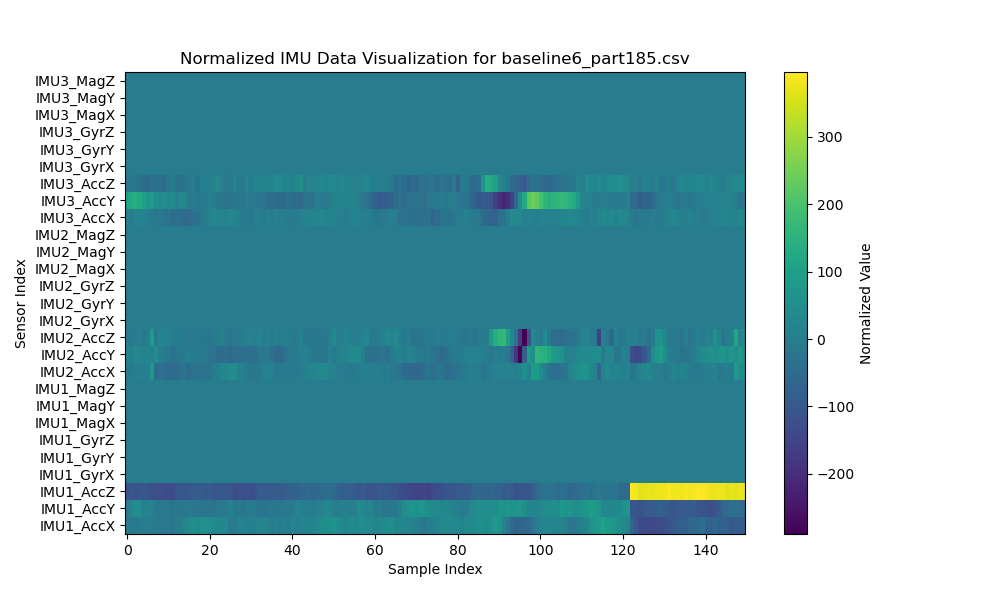 Normalized IMU Data Visualization for baseline6_part185.csv
IMU3_MagZ
IMU3_MagY
IMU3_MagX
IMU3_GyrZ
IMU3_GyrY
IMU3_GyrX
IMU3_AccZ
IMU3_AccY
IMU3_AccX
IMU2_MagZ
IMU2_MagY
IMU2_MagX
IMU2_GyrZ
IMU2_GyrY
IMU2_GyrX
IMU2_AccZ
IMU2_AccY
IMU2_AccX
IMU1_MagZ
IMU1_MagY
IMU1_MagX
IMU1_GyrZ
IMU1_GyrY
IMU1_GyrX
IMU1_AccZ
IMU1_AccY
IMU1_AccX
Sensor Index
0 20 40 60 80 100 120 140
Sample Index
300
200
100
0
−100
−200
Normalized Value